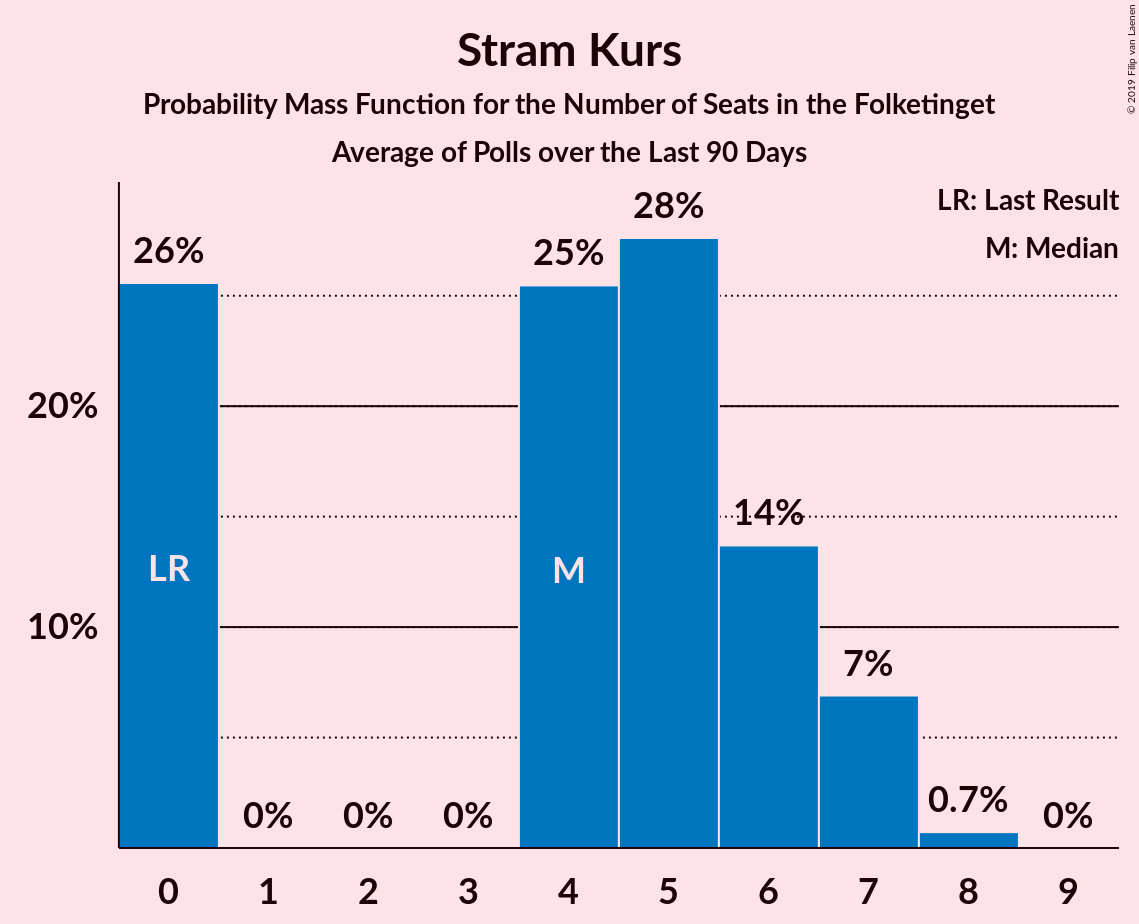 Stram Kurs
Probability Mass Function for the Number of Seats in the Folketinget
Average of Polls over the Last 90 Days
© 2019 Filip van Laenen
LR: Last Result
M: Median
26%
0%
0%
0%
25%
28%
14%
7%
0.7%
0%
LR
M
20%
10%
0
1
2
3
4
5
6
7
8
9